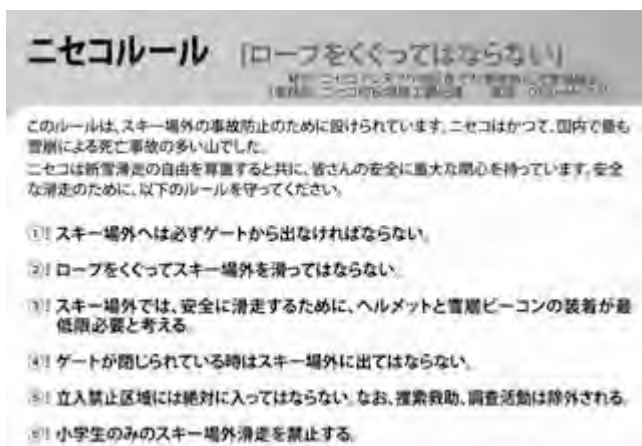 ニセコルール 「ロープをくぐってはならない」
このルールは、スキー場外の事故防止のために設けられています。ニセコはかつて、国内で最も
雪崩による死亡事故の多い山でした。
ニセコは新雪滑走の自由を尊重すると共に、皆さんの安全に重大な関心を持っています。安全
な滑走のために、以下のルールを守ってください。
①! スキー場外へは必ずゲートから出なければならない。
②! ロープをくぐってスキー場外を滑ってはならない。
③! スキー場外では、安全に滑走するために、ヘルメットと雪崩ビーコンの装着が最
低限必要と考える。
④! ゲートが閉じられている時はスキー場外に出てはならない。
⑤! 立入禁止区域には絶対に入ってはならない。なお、捜索救助、調査活動は除外される。
⑥! 小学生のみのスキー場外滑走を禁止する。